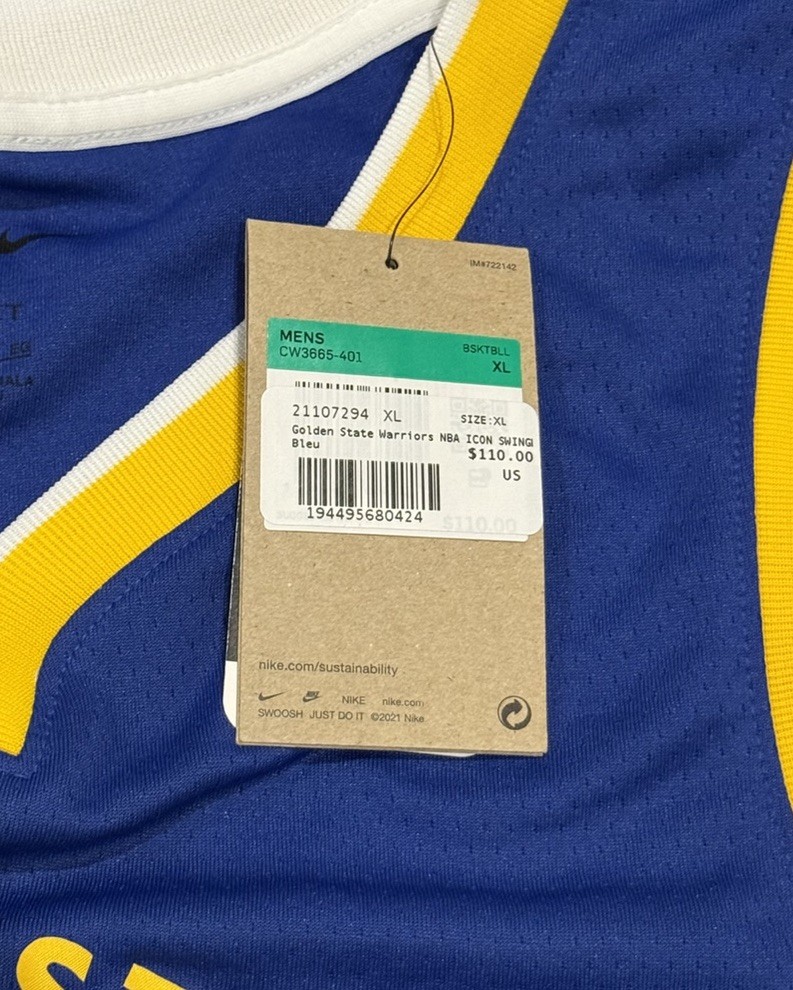 IM#722142
MENS
CW3665-401
BSKTBLL
XL
21107294 XL
SIZE:XL
Golden State Warriors NBA ICON SWING
Bleu
$110.00
US
194495680424
$110.00
nike.com/sustainability
NIKE nike.com
SWOOSH JUST DO IT ©2021 Nike